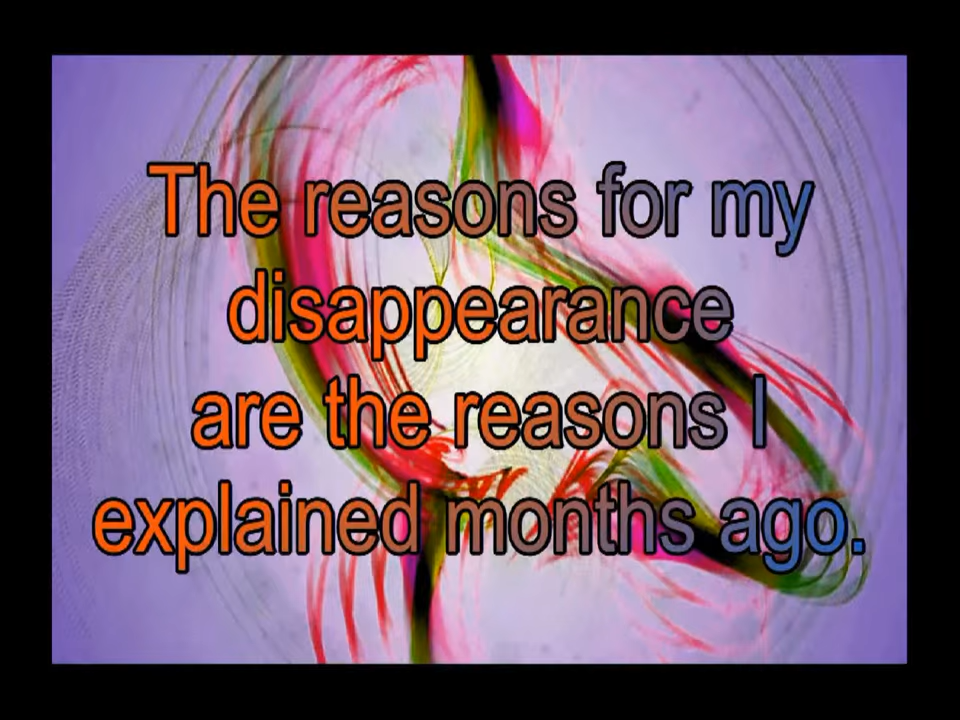 The reasons for my
disappearance
are the reasons I
explained months ago.